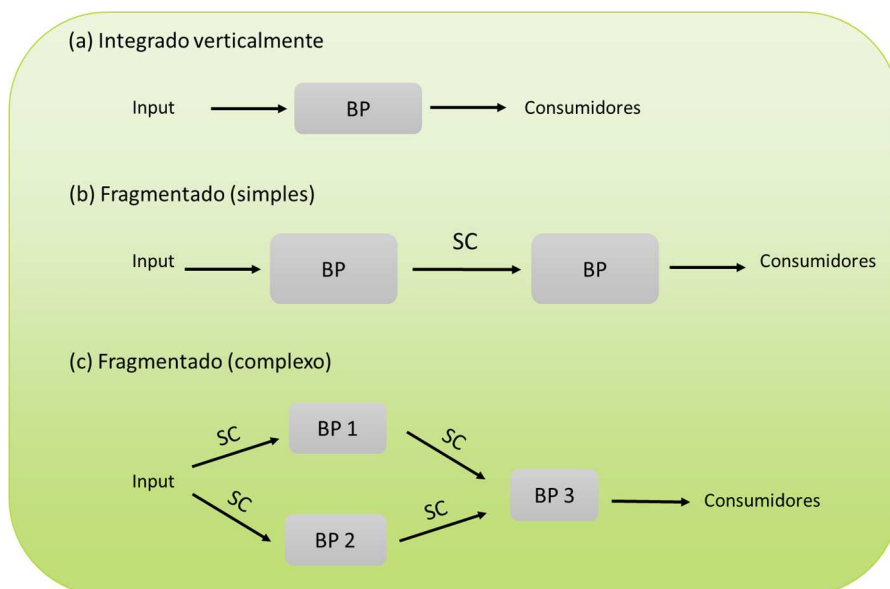 (a) Integrado verticalmente
Input
BP
Consumidores
(b) Fragmentado (simples)
Input
BP
SC
BP
Consumidores
(c) Fragmentado (complexo)
SC
BP 1
SC
Input
BP 3
Consumidores
SC
BP 2
SC